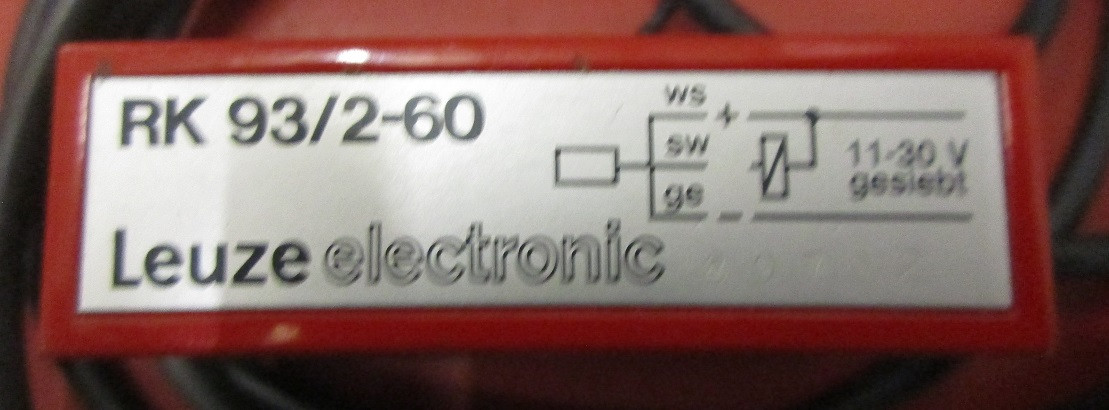 RK 93/2-60
ws
+
sw
ge
-
11-30 V
gesiebt
Leuze electronic